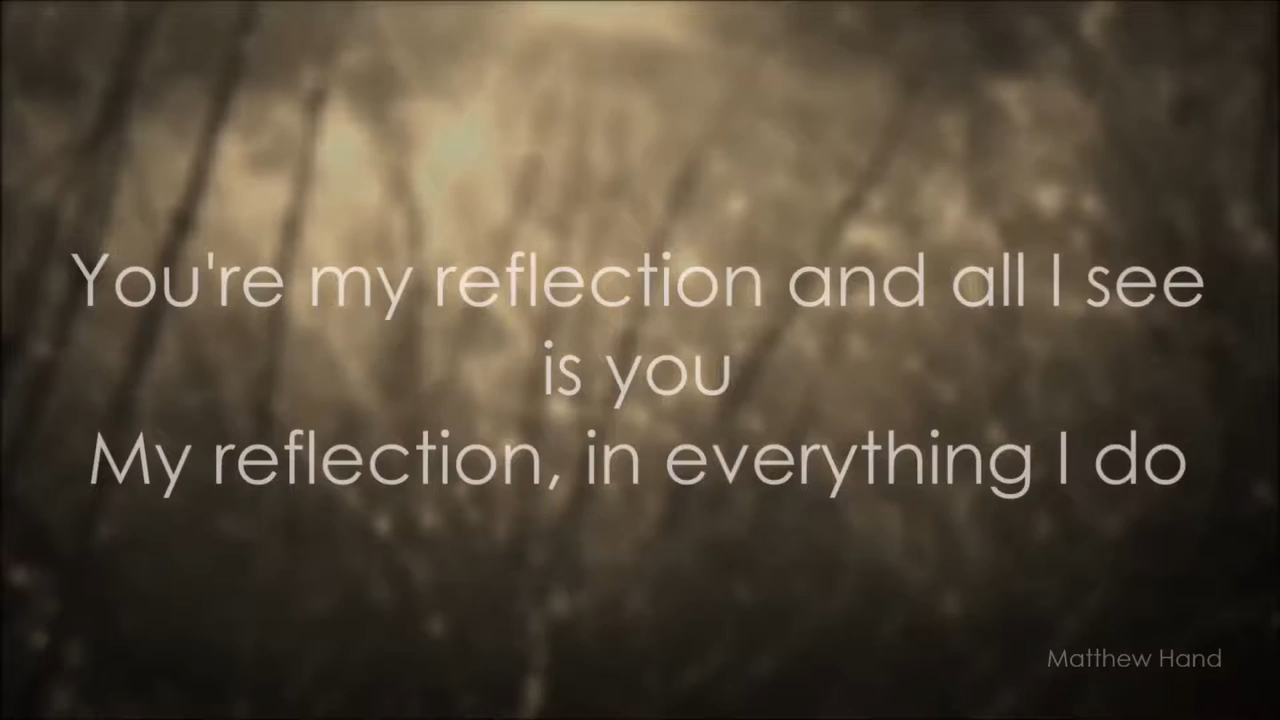 You're my reflection and all I see
is you
My reflection, in everything I do
Matthew Hand